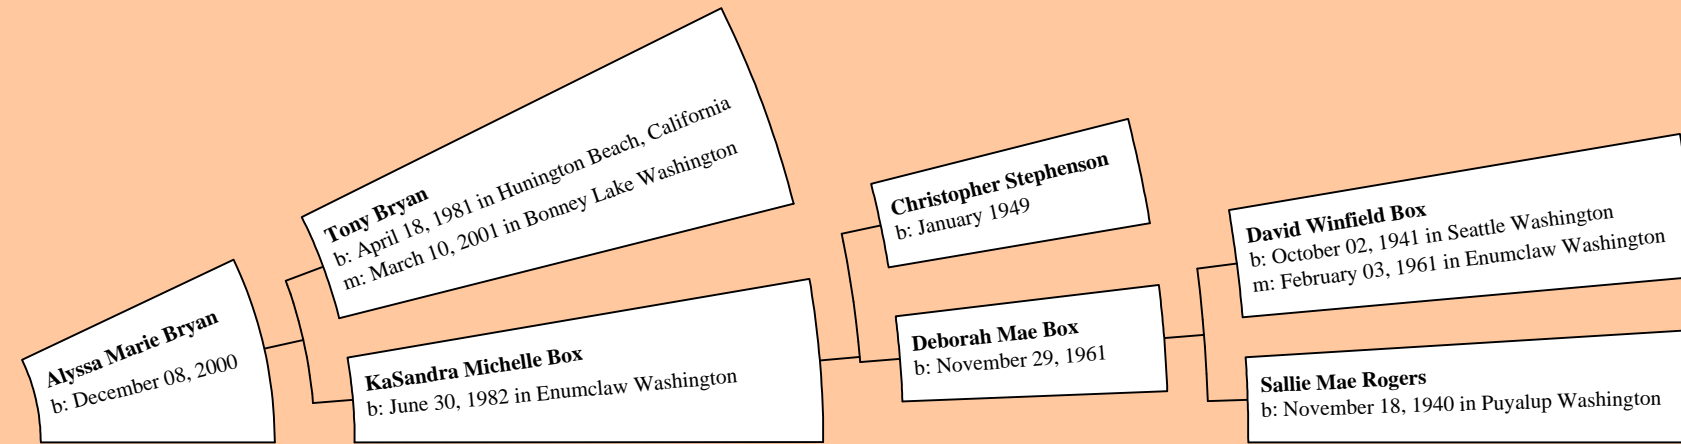 Alyssa Marie Bryan
b: December 08, 2000
Tony Bryan
b: April 18, 1981 in Hunington Beach, California
m: March 10, 2001 in Bonney Lake Washington
KaSandra Michelle Box
b: June 30, 1982 in Enumclaw Washington
Christopher Stephenson
b: January 1949
Deborah Mae Box
b: November 29, 1961
David Winfield Box
b: October 02, 1941 in Seattle Washington
m: February 03, 1961 in Enumclaw Washington
Sallie Mae Rogers
b: November 18, 1940 in Puyalup Washington